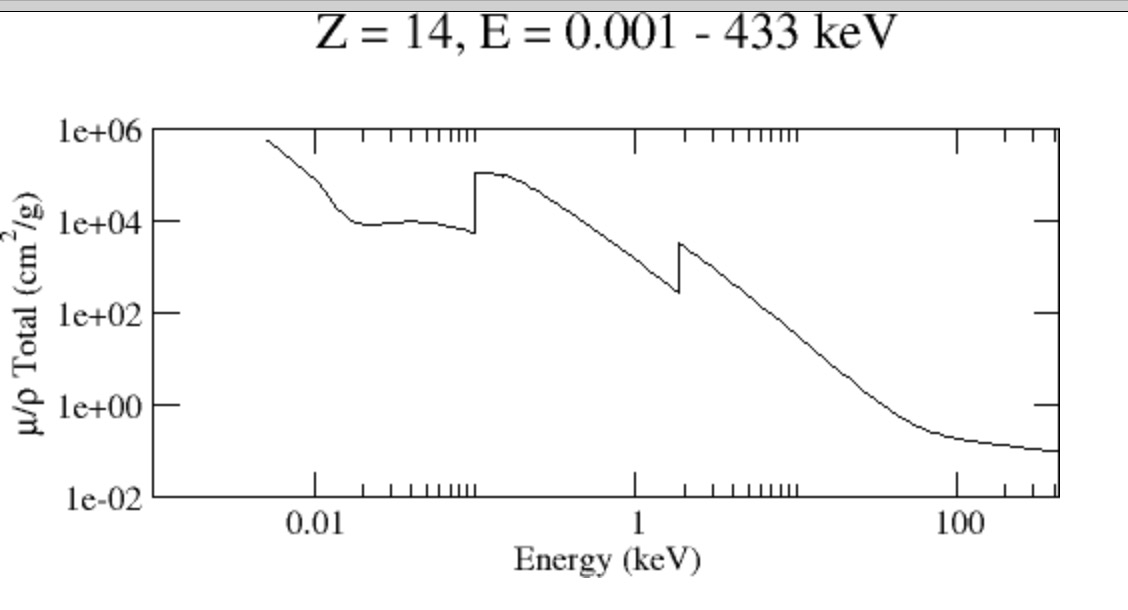 Z = 14, E = 0.001 - 433 keV
1e+06
1e+04
1e+02
1e+00
1e-02
μ/ρ Total (cm²/g)
0.01
1
100
Energy (keV)